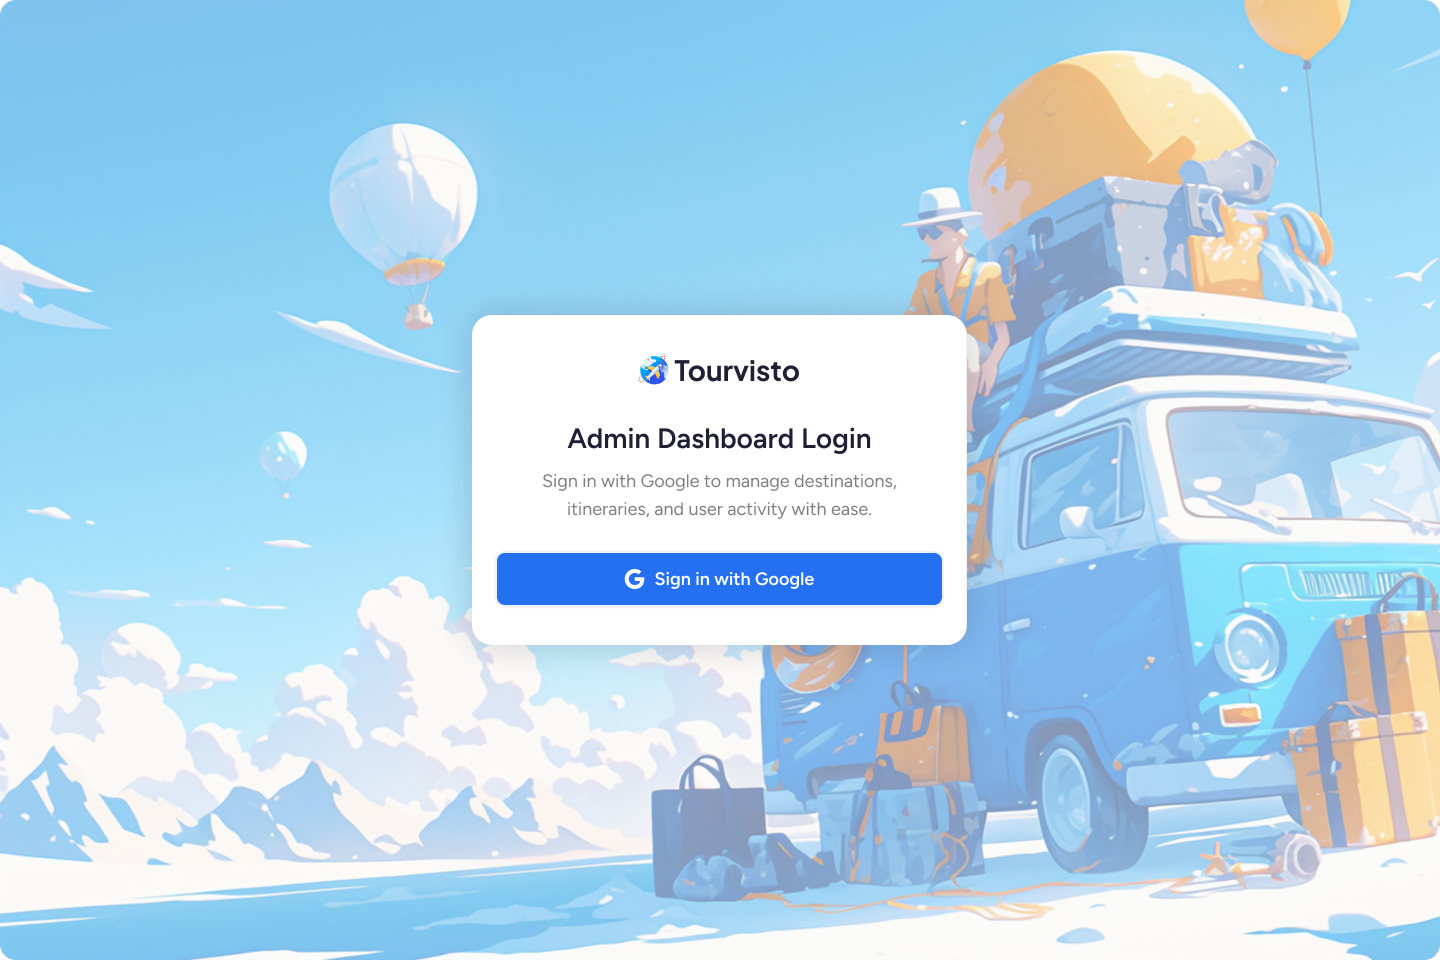 Tourvisto
Admin Dashboard Login
Sign in with Google to manage destinations,
itineraries, and user activity with ease.
Sign in with Google